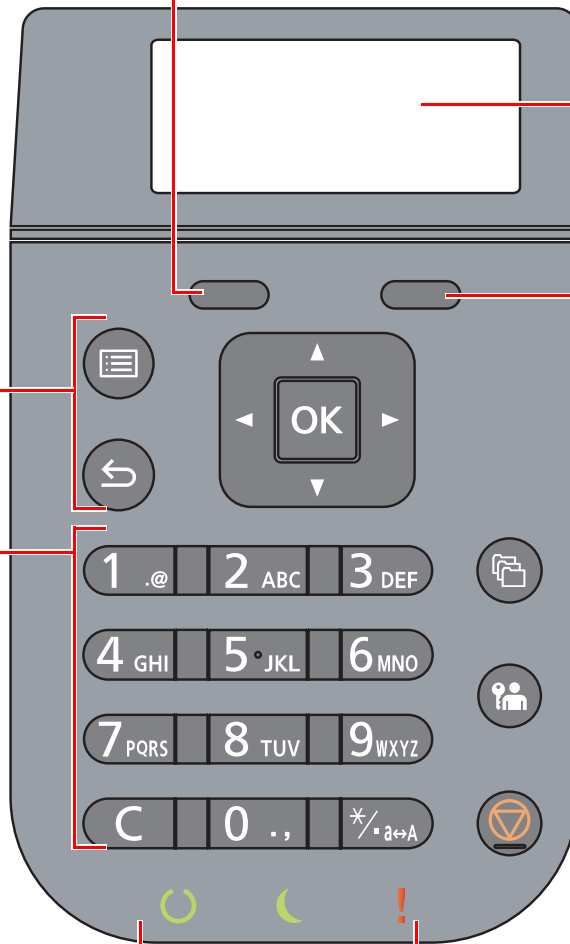 OK
1 .@ 2 ABC 3 DEF
4 GHI 5 JKL 6 MNO
7 PQRS 8 TUV 9 WXYZ
C 0 ., */. a↔A
!